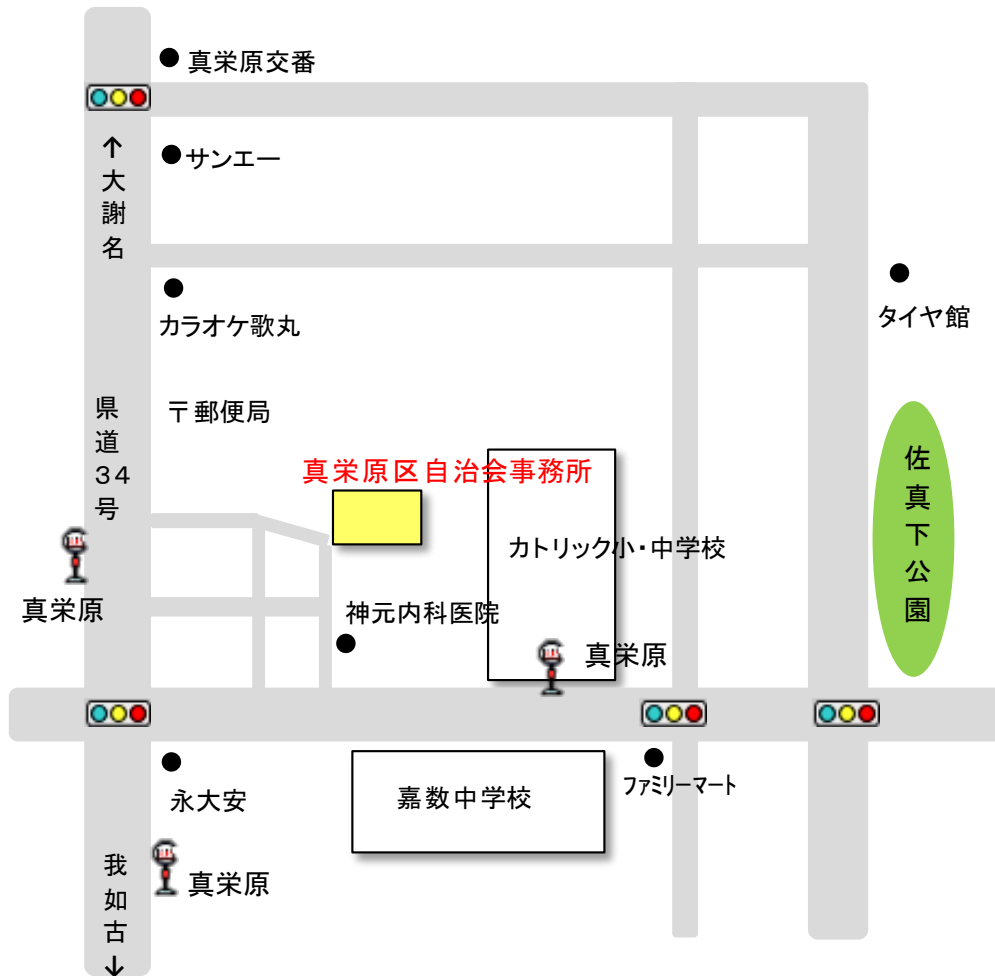 真栄原交番
↑大謝名
サンエー
カラオケ歌丸
タイヤ館
県道34号
〒郵便局
真栄原区自治会事務所
佐真下公園
カトリック小・中学校
真栄原
神元内科医院
真栄原
永大安
嘉数中学校
ファミリーマート
我如古↓
真栄原